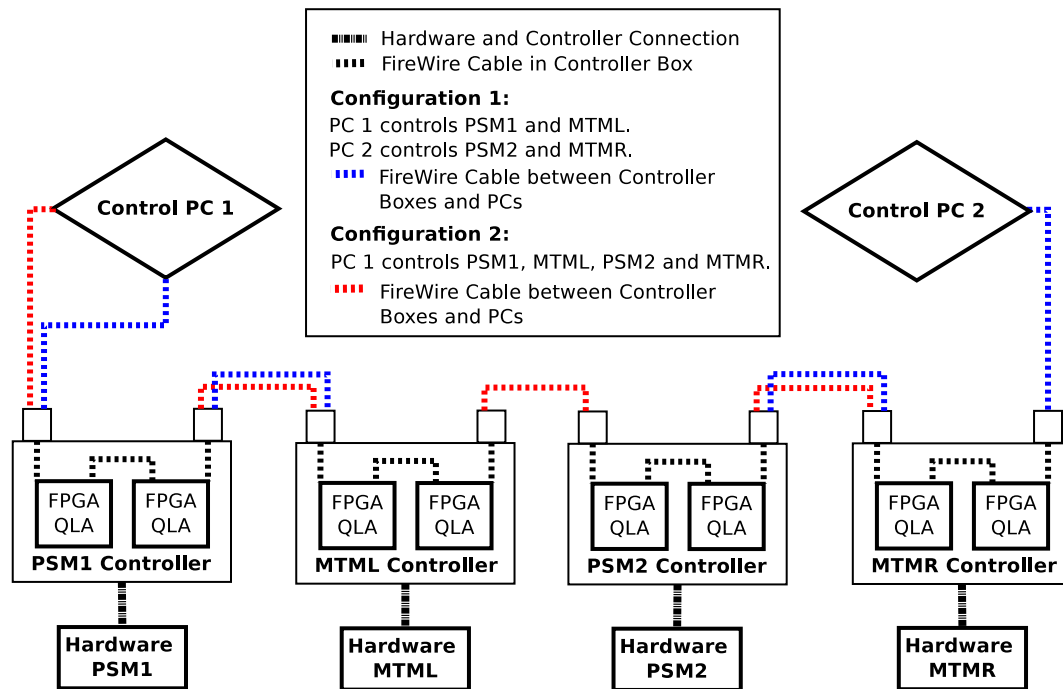 Hardware and Controller Connection
FireWire Cable in Controller Box
Configuration 1:
PC 1 controls PSM1 and MTML.
PC 2 controls PSM2 and MTMR.
FireWire Cable between Controller
Boxes and PCs
Configuration 2:
PC 1 controls PSM1, MTML, PSM2 and MTMR.
FireWire Cable between Controller
Boxes and PCs
Control PC 1
Control PC 2
FPGA
QLA
FPGA
QLA
PSM1 Controller
FPGA
QLA
FPGA
QLA
MTML Controller
FPGA
QLA
FPGA
QLA
PSM2 Controller
FPGA
QLA
FPGA
QLA
MTMR Controller
Hardware
PSM1
Hardware
MTML
Hardware
PSM2
Hardware
MTMR